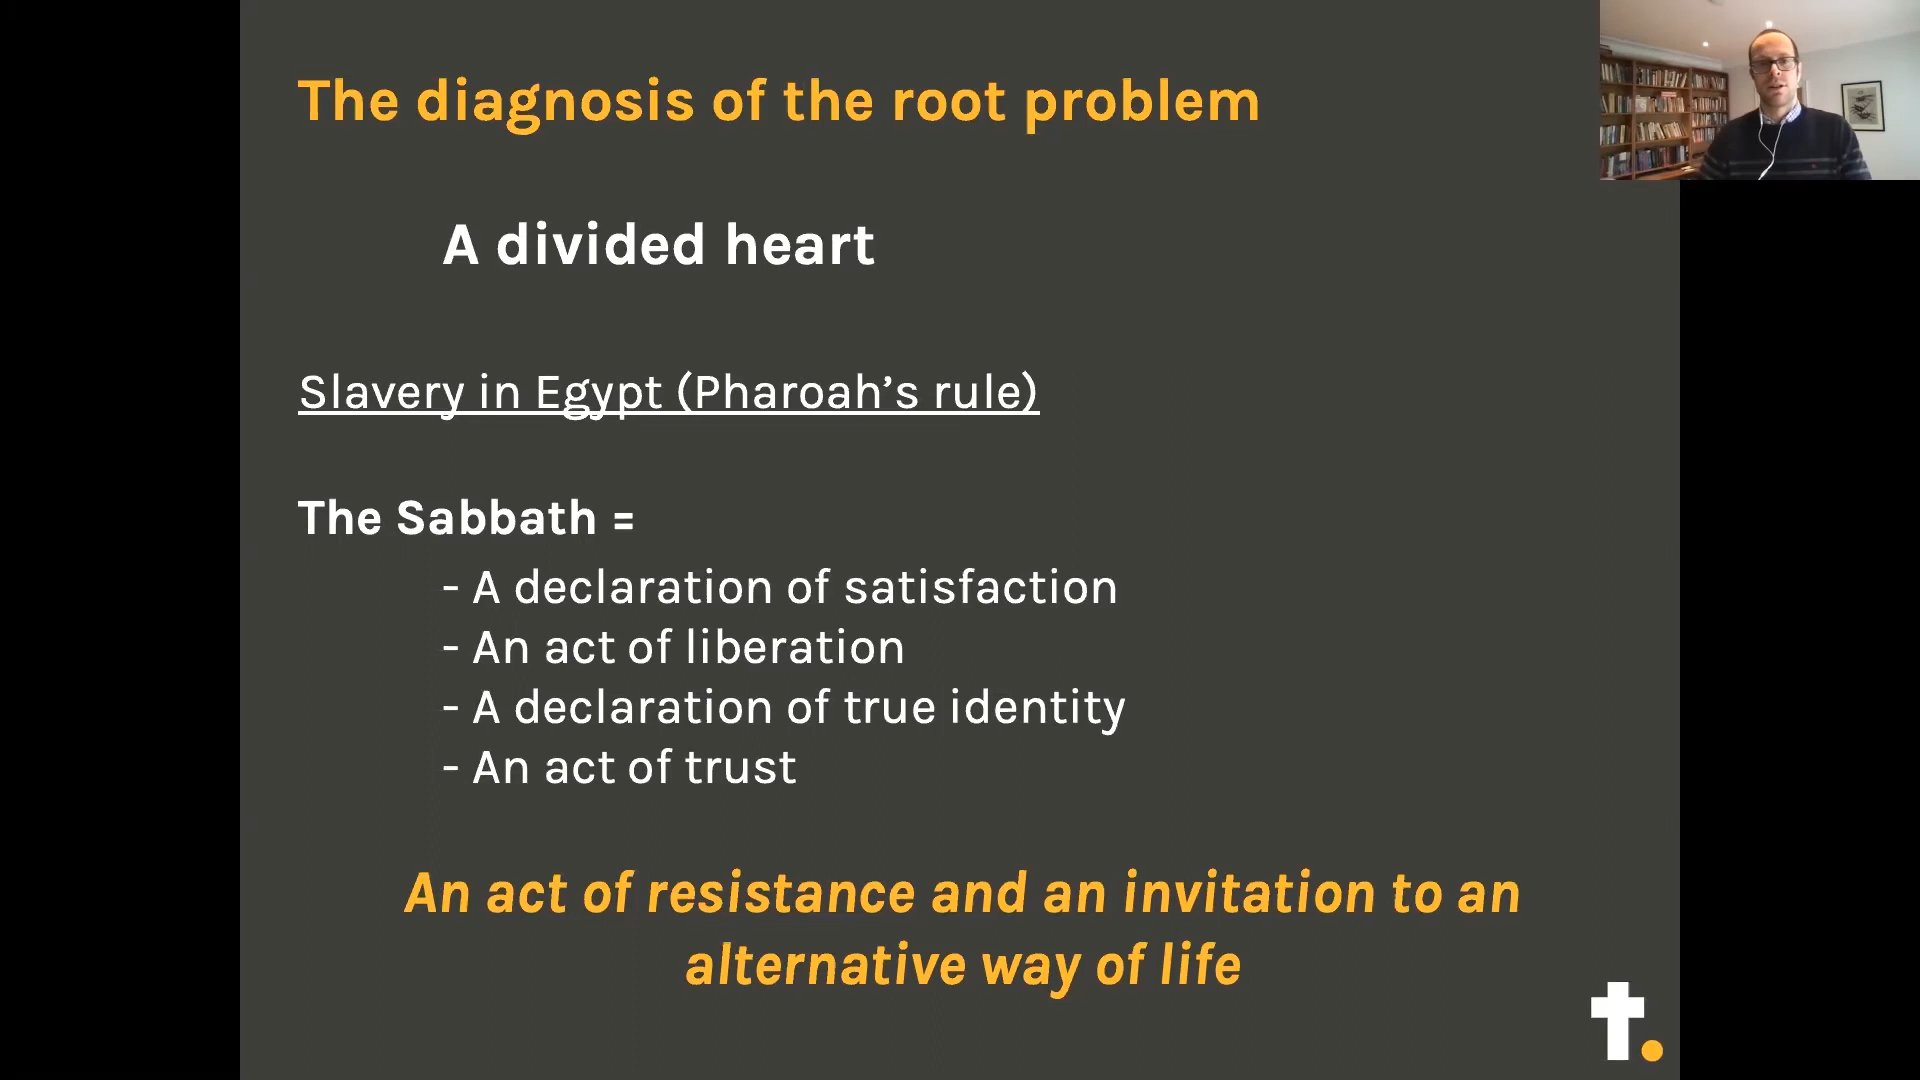 The diagnosis of the root problem
A divided heart
Slavery in Egypt (Pharoah’s rule)
The Sabbath =
- A declaration of satisfaction
- An act of liberation
- A declaration of true identity
- An act of trust
An act of resistance and an invitation to an
alternative way of life
t.